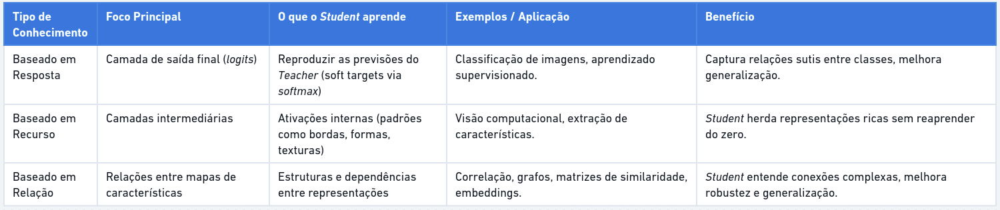 Tipo de
Conhecimento
Foco Principal
O que o Student aprende
Exemplos / Aplicação
Benefício
Baseado em
Resposta
Camada de saída final (logits)
Reproduzir as previsões do
Teacher (soft targets via
softmax)
Classificação de imagens, aprendizado
supervisionado.
Captura relações sutis entre classes, melhora
generalização.
Baseado em
Recurso
Camadas intermediárias
Ativações internas (padrões
como bordas, formas,
texturas)
Visão computacional, extração de
características.
Student herda representações ricas sem reaprender
do zero.
Baseado em
Relação
Relações entre mapas de
características
Estruturas e dependências
entre representações
Correlação, grafos, matrizes de similaridade,
embeddings.
Student entende conexões complexas, melhora
robustez e generalização.